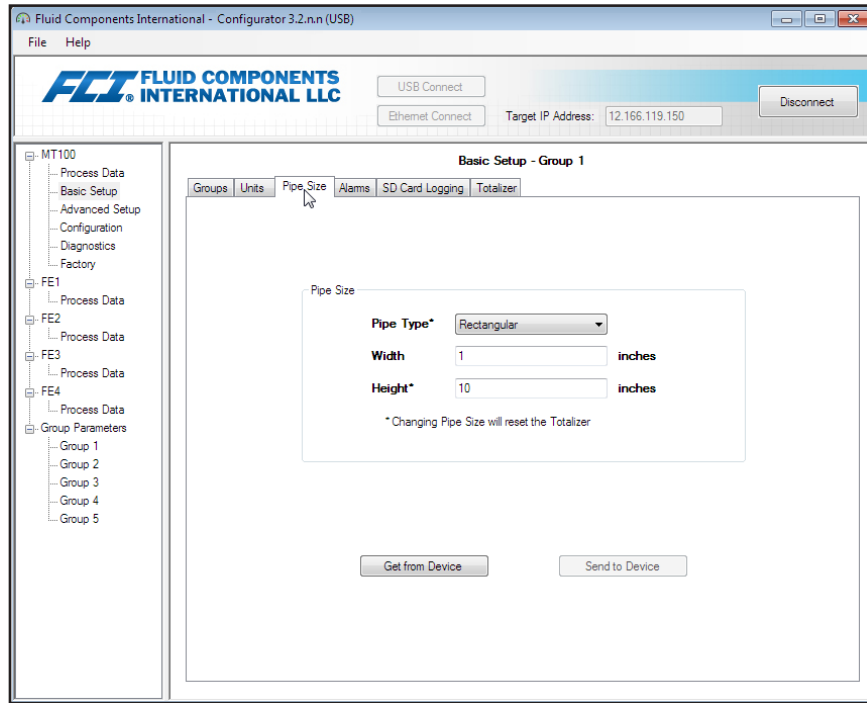 Fluid Components International - Configurator 3.2.n.n (USB)
File Help
FCI® FLUID COMPONENTS
INTERNATIONAL LLC
USB Connect
Ethernet Connect
Target IP Address: 12.166.119.150
Disconnect
MT100
Process Data
Basic Setup
Advanced Setup
Configuration
Diagnostics
Factory
FE1
Process Data
FE2
Process Data
FE3
Process Data
FE4
Process Data
Group Parameters
Group 1
Group 2
Group 3
Group 4
Group 5
Basic Setup - Group 1
Groups Units Pipe Size Alarms SD Card Logging Totalizer
Pipe Size
Pipe Type* Rectangular
Width 1 inches
Height* 10 inches
* Changing Pipe Size will reset the Totalizer
Get from Device Send to Device